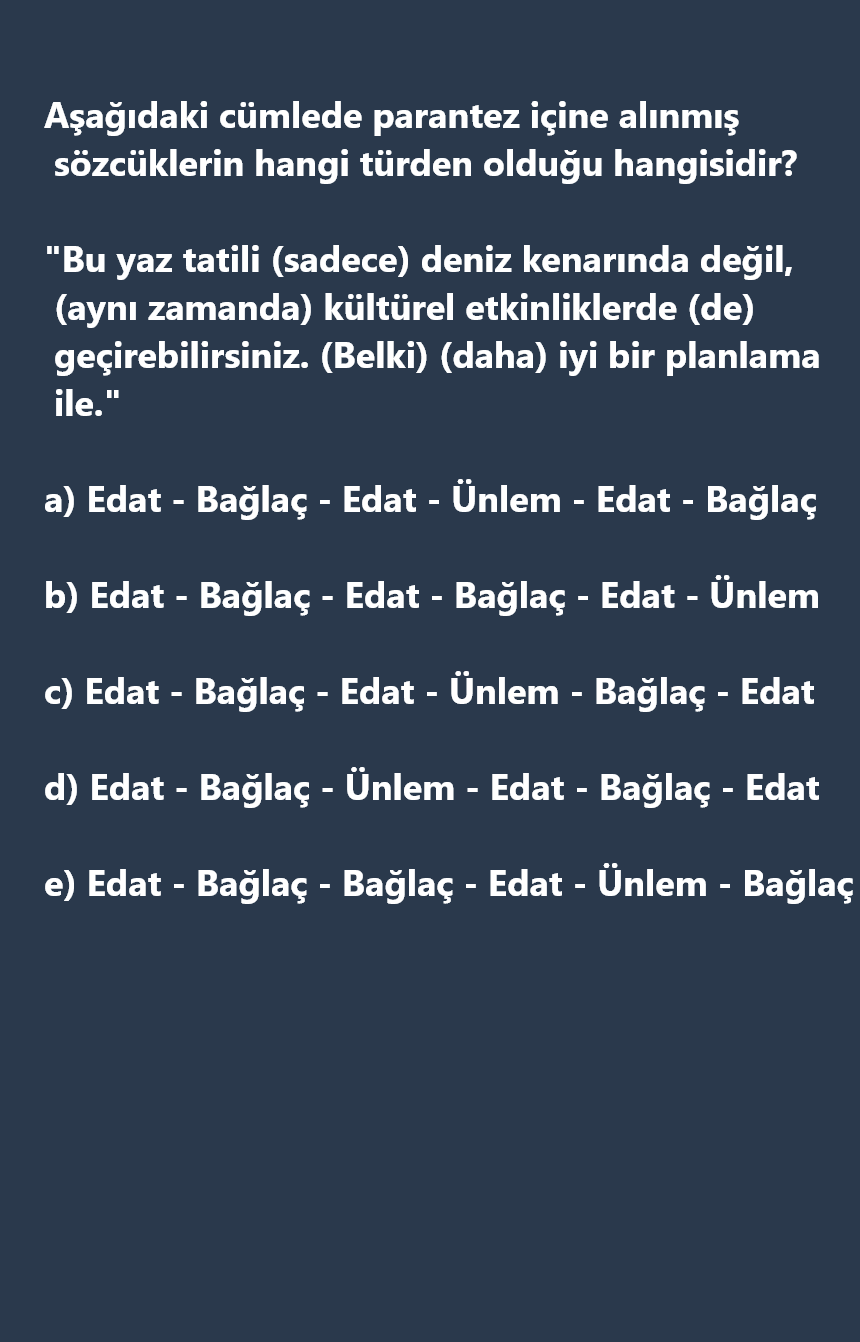 Aşağıdaki cümlede parantez içine alınmış
sözcüklerin hangi türden olduğu hangisidir?
"Bu yaz tatili (sadece) deniz kenarında değil,
(aynı zamanda) kültürel etkinliklerde (de)
geçirebilirsiniz. (Belki) (daha) iyi bir planlama
ile."
a) Edat - Bağlaç - Edat - Ünlem - Edat - Bağlaç
b) Edat - Bağlaç - Edat - Bağlaç - Edat - Ünlem
c) Edat - Bağlaç - Edat - Ünlem - Bağlaç - Edat
d) Edat - Bağlaç - Ünlem - Edat - Bağlaç - Edat
e) Edat - Bağlaç - Bağlaç - Edat - Ünlem - Bağlaç